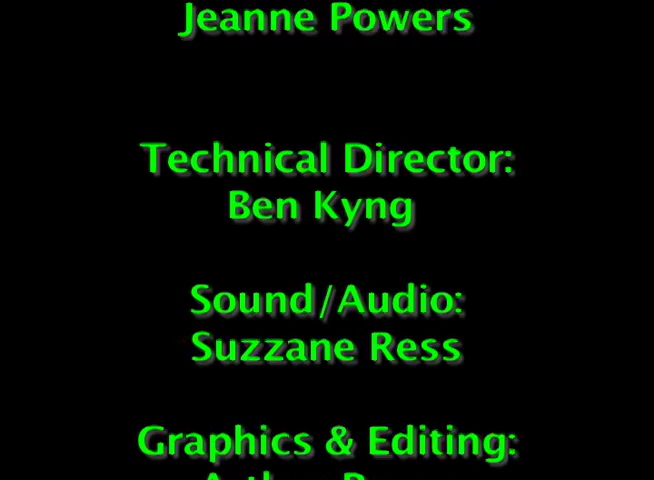 Jeanne Powers
Technical Director:
Ben Kyng
Sound/Audio:
Suzzane Ress
Graphics & Editing: